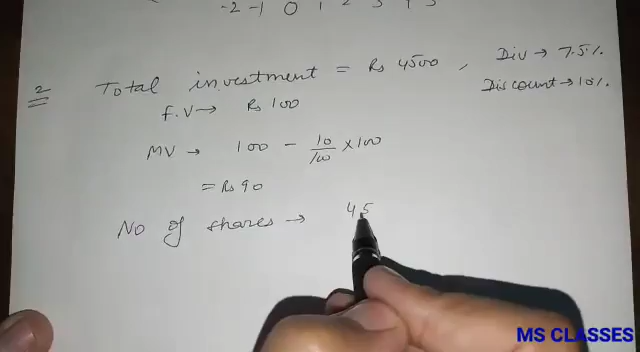 -2 -1 0 1 2 3 4 5
2 Total investment = Rs 4500, Div → 7.5%
Discount → 10%
F.V → Rs 100
MV → 100 - 10/100 × 100
= Rs 90
No of shares → 45
MS CLASSES